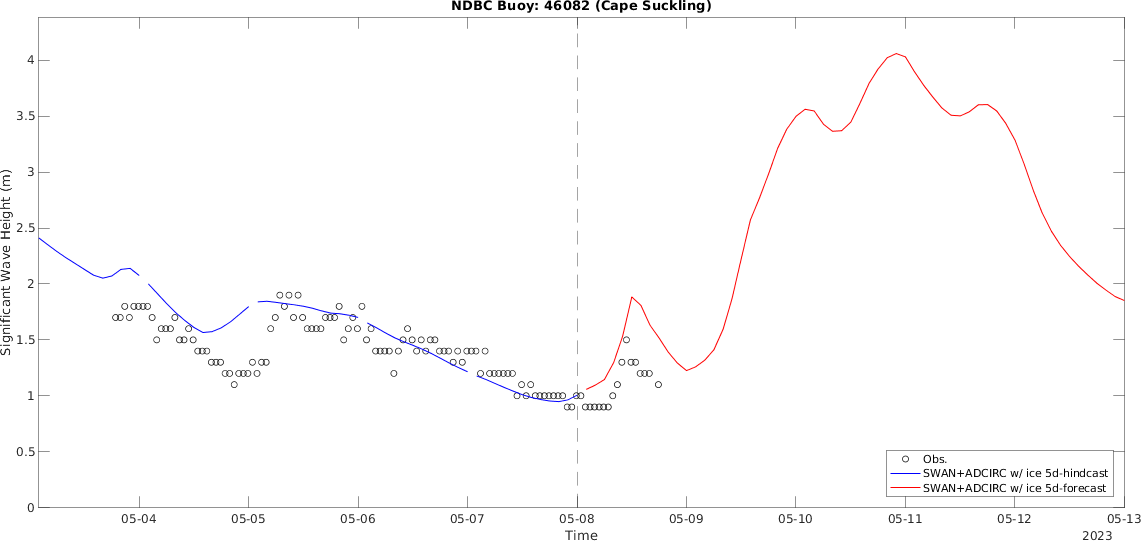 NDBC Buoy: 46082 (Cape Suckling)
Significant Wave Height (m)
4
3.5
3
2.5
2
1.5
1
0.5
0
Obs.
SWAN+ADCIRC w/ ice 5d-hindcast
SWAN+ADCIRC w/ ice 5d-forecast
05-04 05-05 05-06 05-07 05-08 05-09 05-10 05-11 05-12 05-13
Time
2023